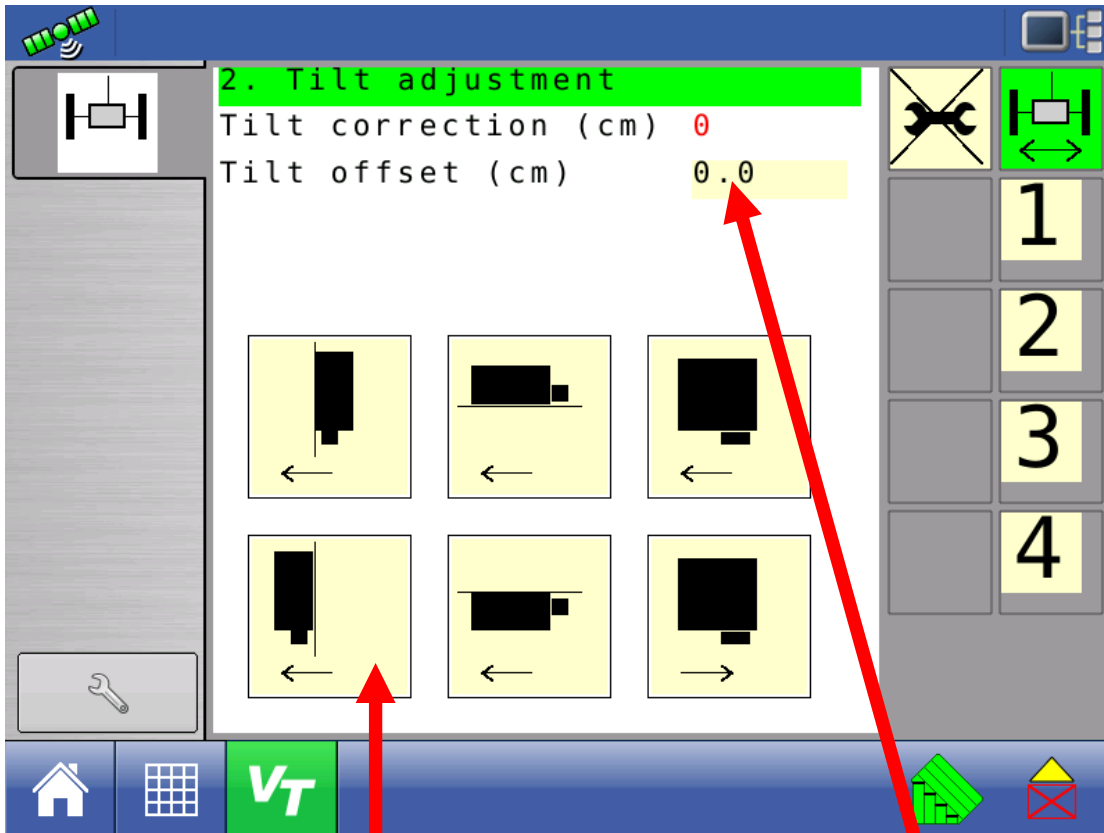 2. Tilt adjustment
Tilt correction (cm) 0
Tilt offset (cm) 0.0
1
2
3
4
VT